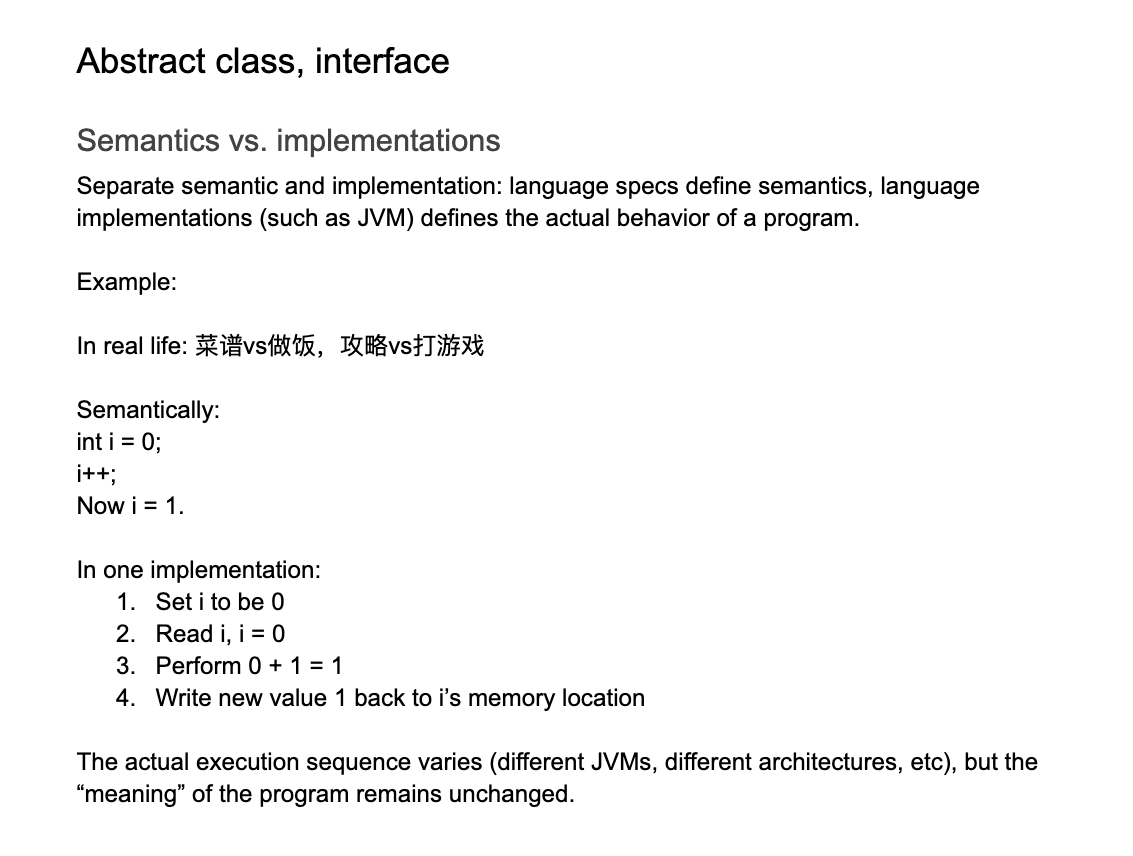 Abstract class, interface
Semantics vs. implementations
Separate semantic and implementation: language specs define semantics, language
implementations (such as JVM) defines the actual behavior of a program.
Example:
In real life: 菜谱vs做饭，攻略vs打游戏
Semantically:
int i = 0;
i++;
Now i = 1.
In one implementation:
1. Set i to be 0
2. Read i, i = 0
3. Perform 0 + 1 = 1
4. Write new value 1 back to i’s memory location
The actual execution sequence varies (different JVMs, different architectures, etc), but the
“meaning” of the program remains unchanged.